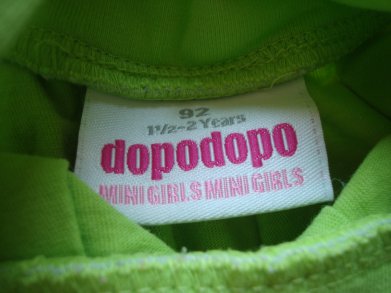 92
1½-2 Years
dopodopo
MINI GIRLS MINI GIRLS